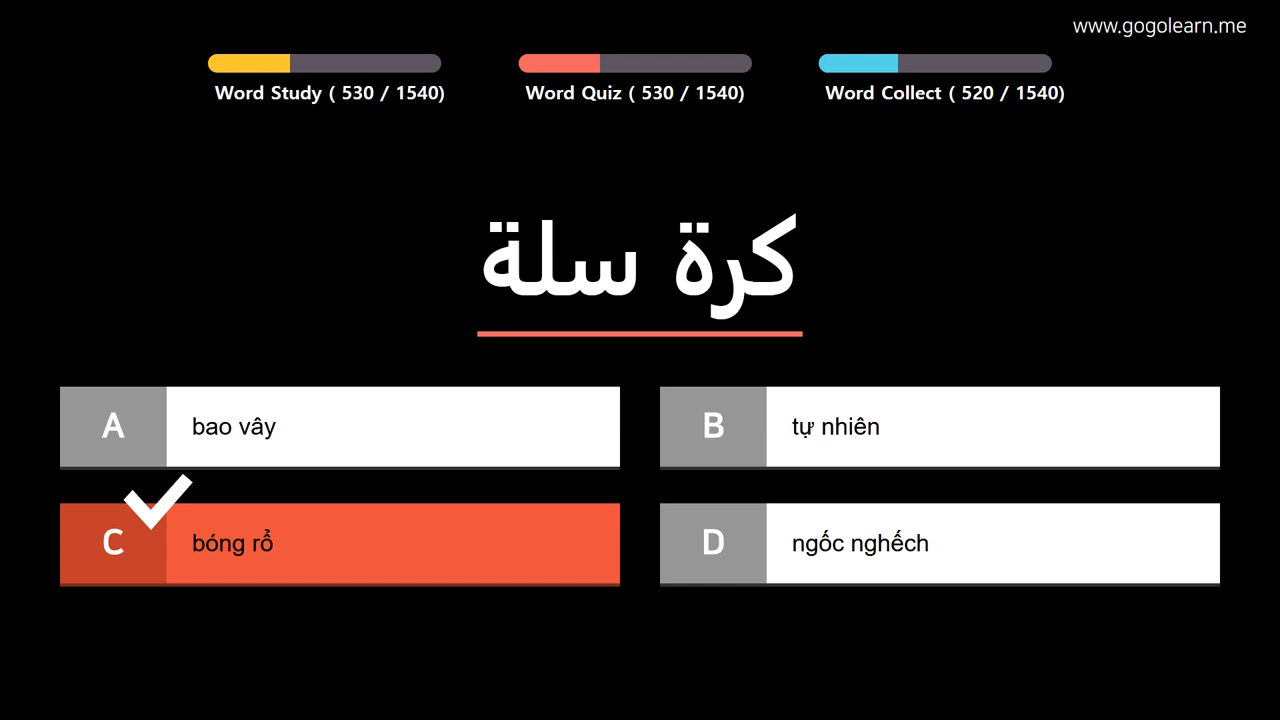 www.gogolearn.me
Word Study ( 530 / 1540)
Word Quiz ( 530 / 1540)
Word Collect ( 520 / 1540)
كرة سلة
A
bao vây
B
tự nhiên
C
bóng rổ
D
ngốc nghếch